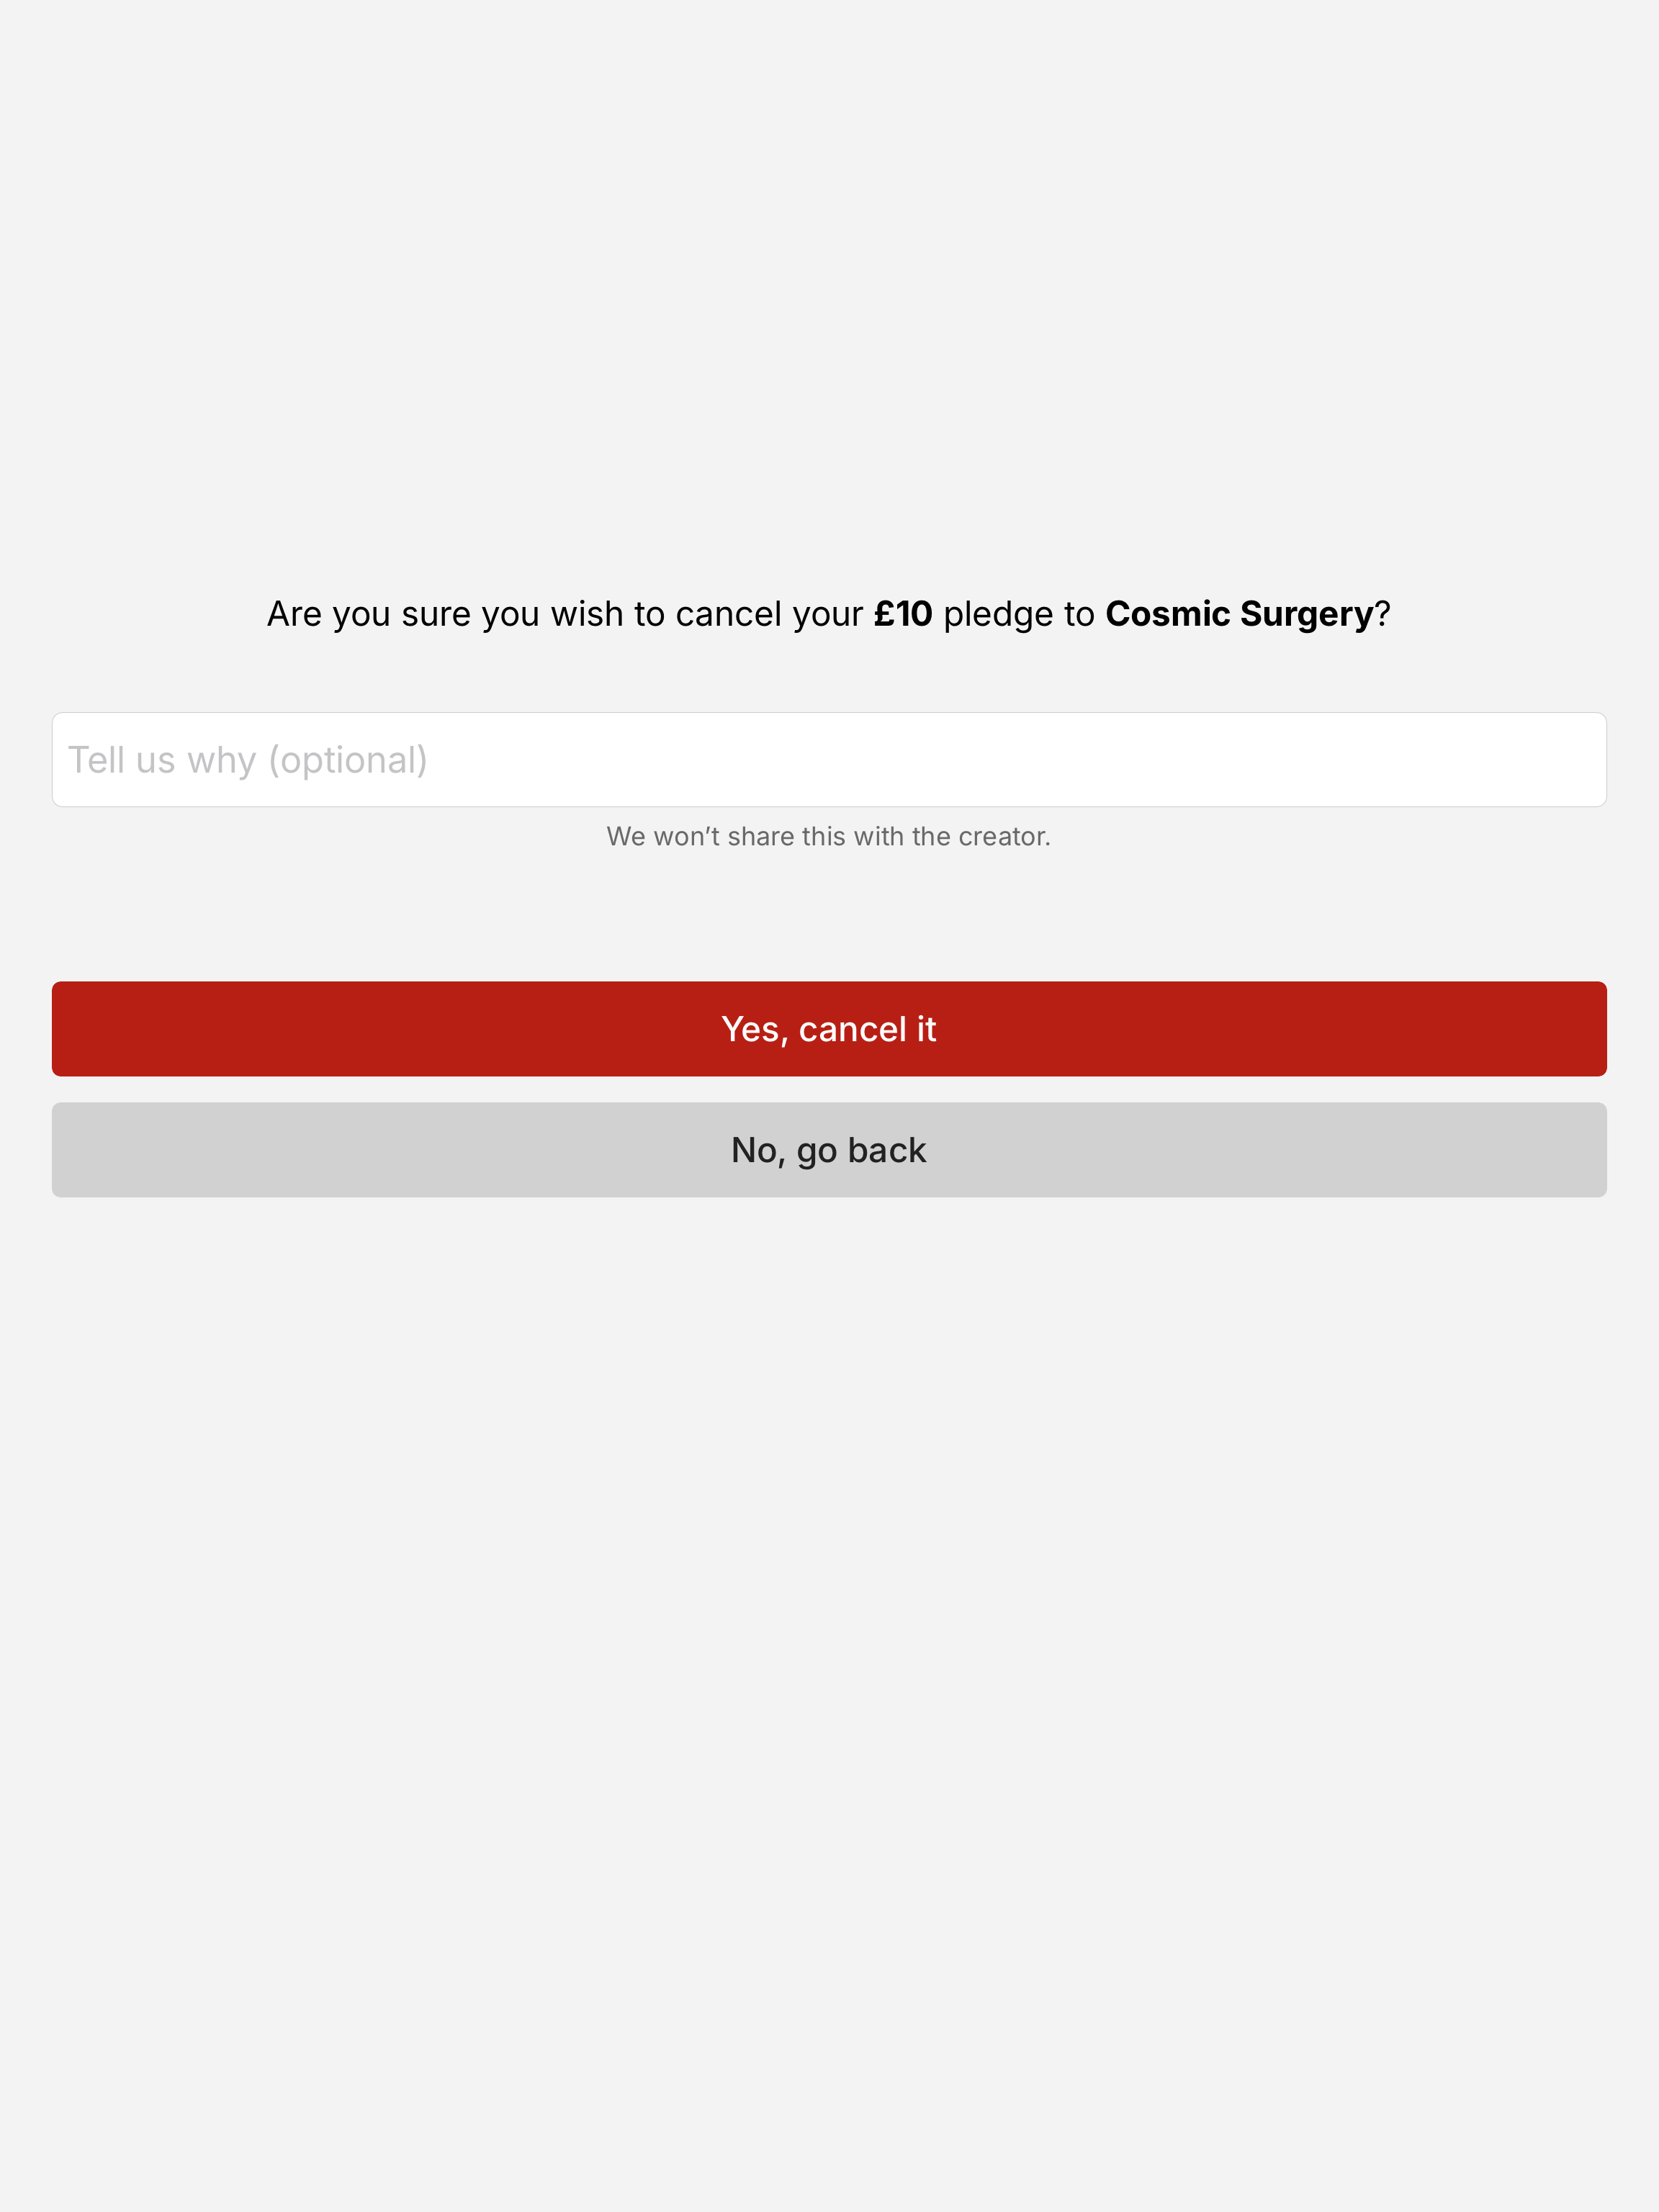 Are you sure you wish to cancel your £10 pledge to Cosmic Surgery?
Tell us why (optional)
We won’t share this with the creator.
Yes, cancel it
No, go back